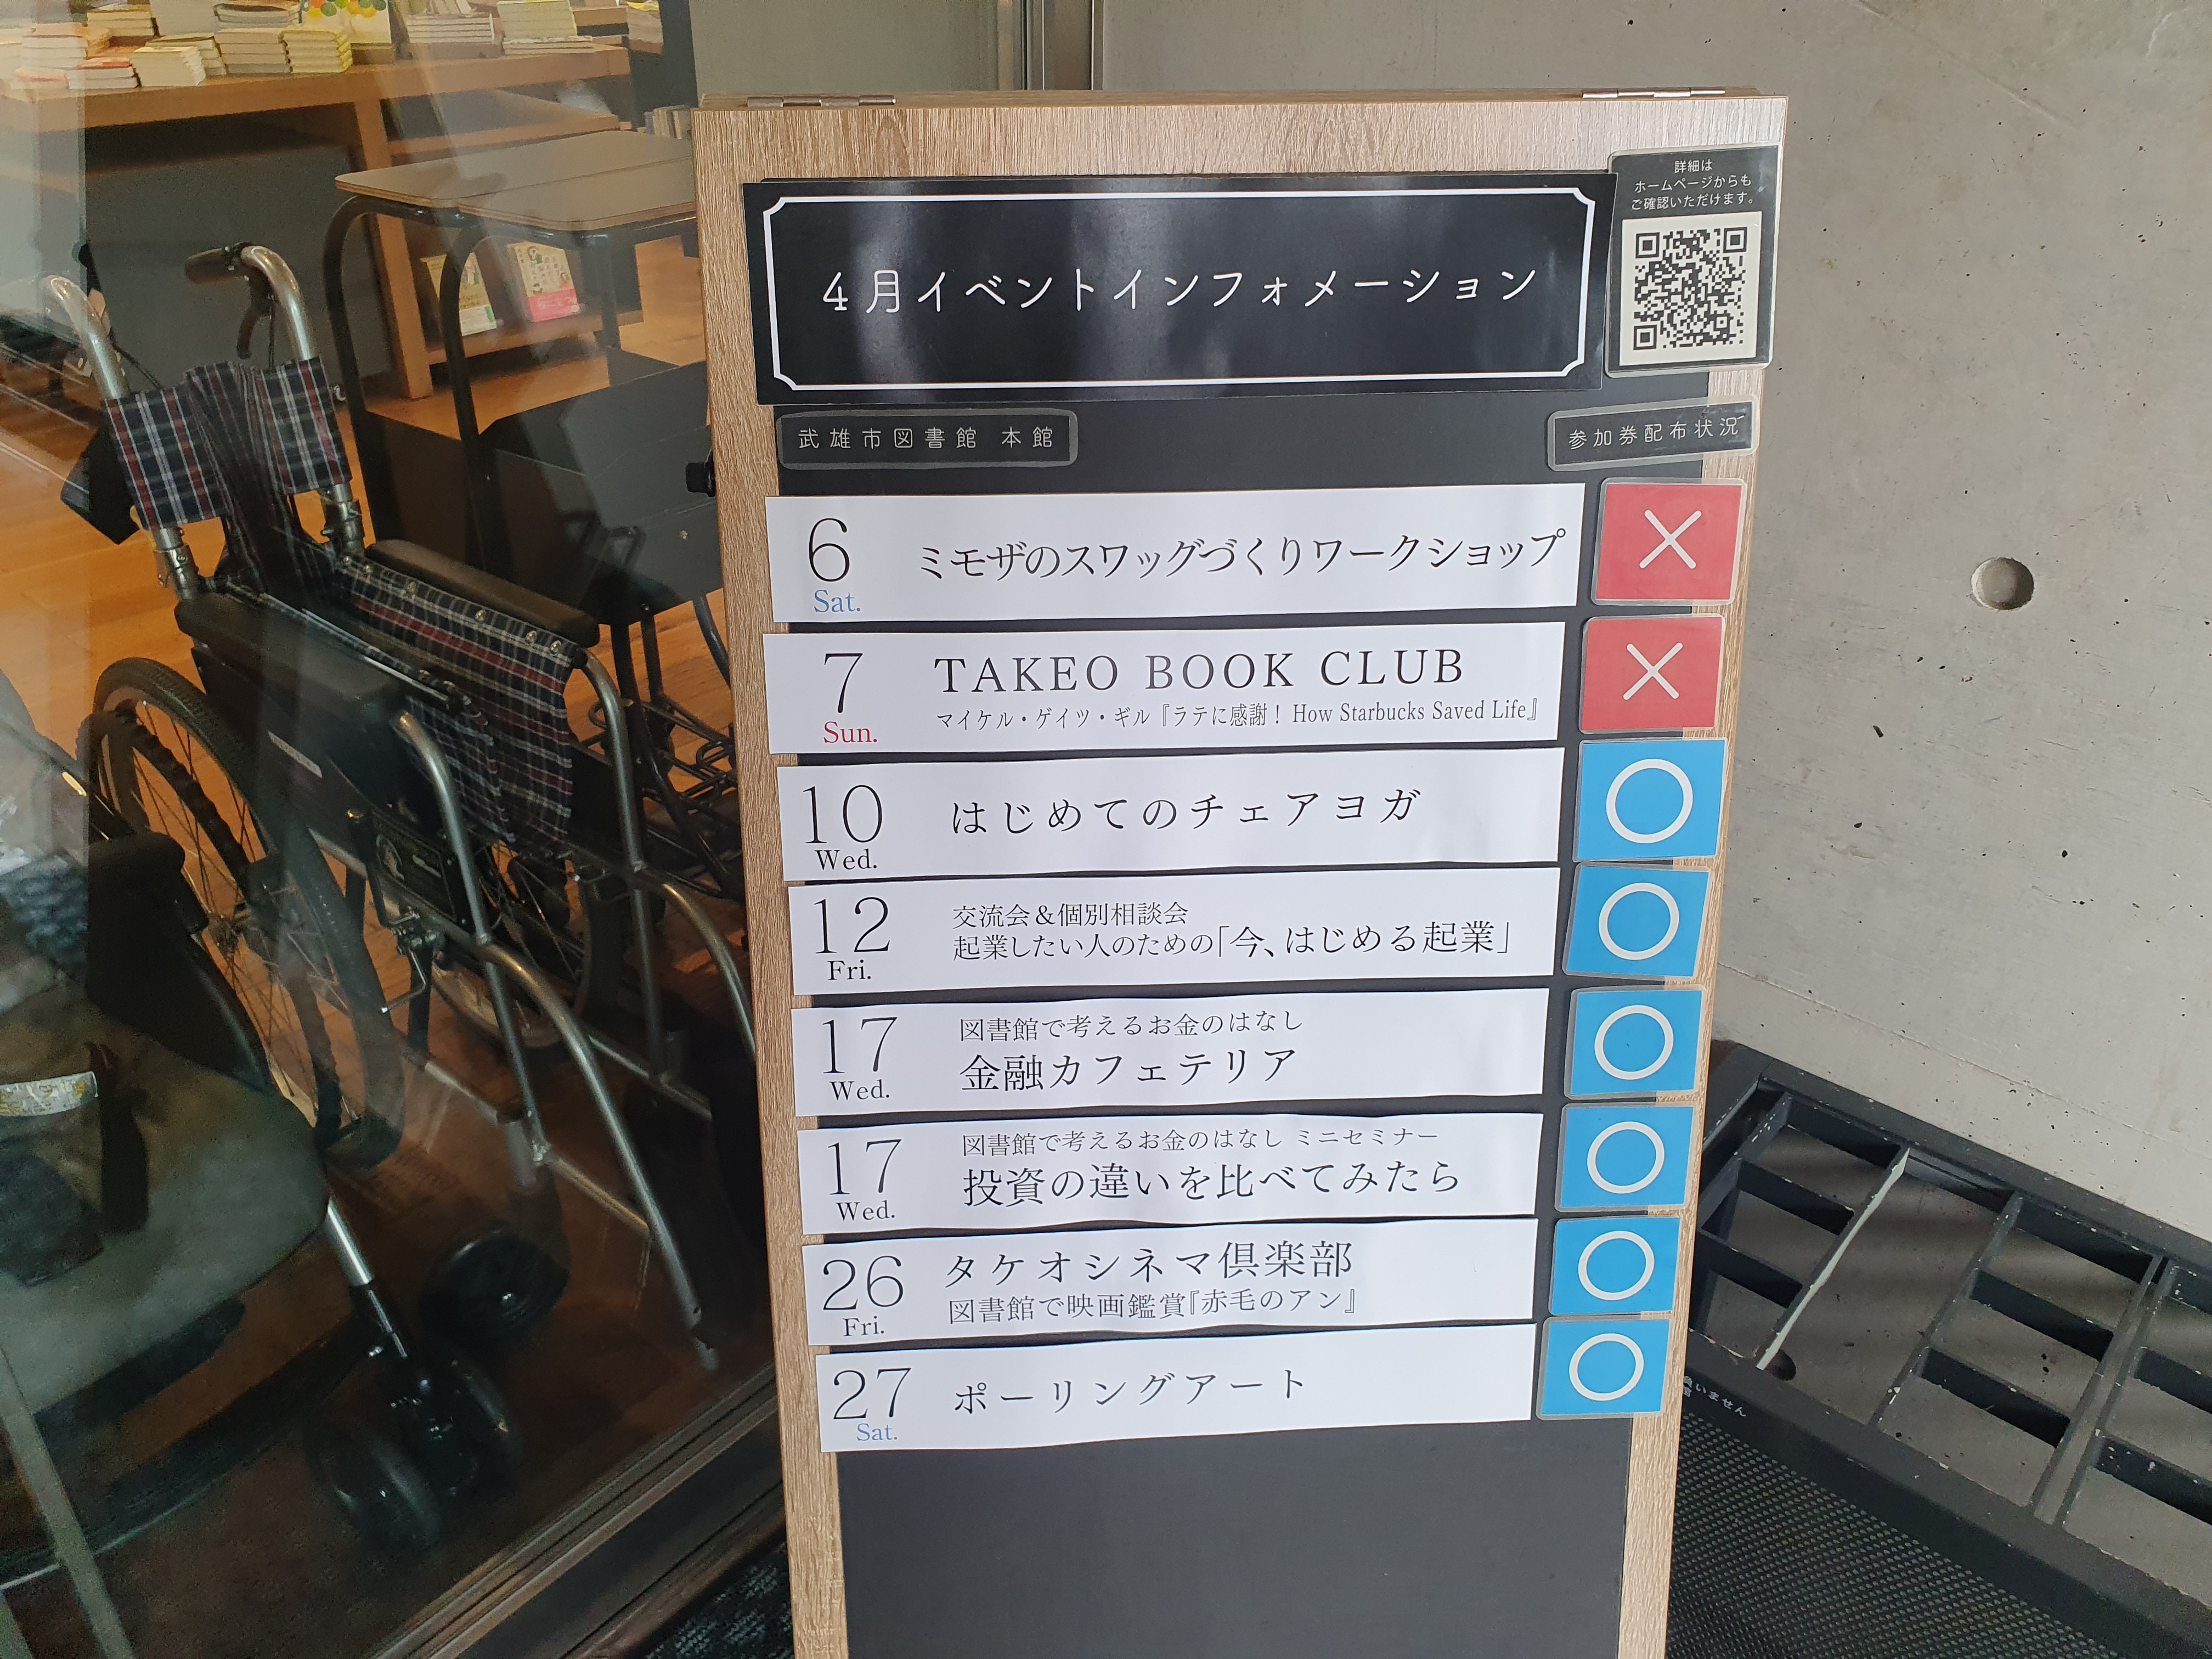 詳細は
ホームページからも
ご確認いただけます。
4月イベントインフォメーション
武雄市図書館 本館
参加券配布状況
6
Sat.
ミモザのスワッグづくりワークショップ
×
7
Sun.
TAKEO BOOK CLUB
マイケル・ゲイツ・ギル『ラテに感謝! How Starbucks Saved Life』
×
10
Wed.
はじめてのチェアヨガ
○
12
Fri.
交流会&個別相談会
起業したい人のための「今、はじめる起業」
○
17
Wed.
図書館で考えるお金のはなし
金融カフェテリア
○
17
Wed.
図書館で考えるお金のはなし ミニセミナー
投資の違いを比べてみたら
○
26
Fri.
タケオシネマ倶楽部
図書館で映画鑑賞『赤毛のアン』
○
27
Sat.
ポーリングアート
○
負いません